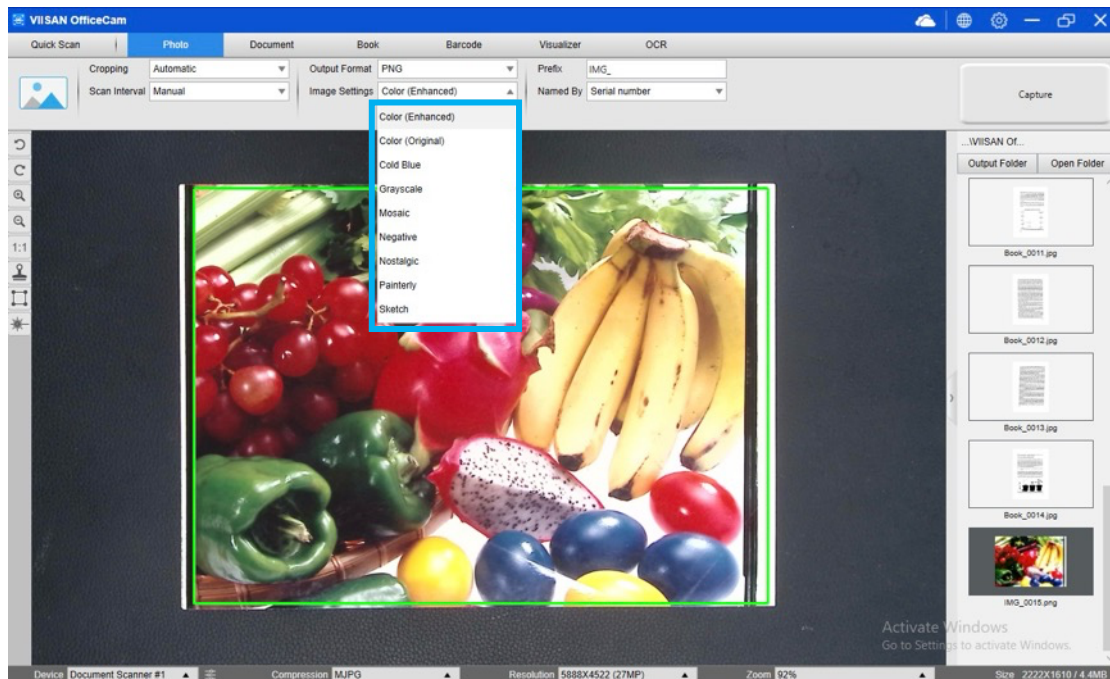 VIISAN OfficeCam
Quick Scan Photo Document Book Barcode Visualizer OCR
Cropping Automatic Output Format PNG Prefix IMG_
Scan Interval Manual Image Settings Color (Enhanced) Named By Serial number
Capture
Color (Enhanced)
Color (Original)
Cold Blue
Grayscale
Mosaic
Negative
Nostalgic
Painterly
Sketch
1:1
...\VIISAN Of...
Output Folder Open Folder
Book_0011.jpg
Book_0012.jpg
Book_0013.jpg
Book_0014.jpg
IMG_0015.png
Activate Windows
Go to Settings to activate Windows.
Device Document Scanner #1 Compression MJPG Resolution 5888X4522 (27MP) Zoom 92% Size 2222X1610 / 4.4MB